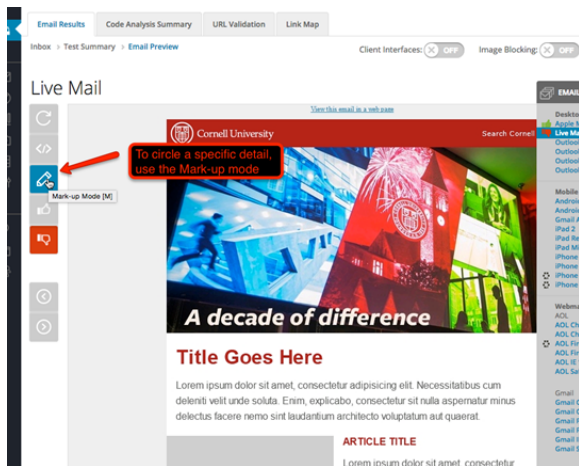 Email Results Code Analysis Summary URL Validation Link Map
Inbox > Test Summary > Email Preview
Client Interfaces: OFF Image Blocking: OFF
Live Mail
View this email in a web page
Cornell University
Search Cornell
To circle a specific detail,
use the Mark-up mode
Mark-up Mode [M]
A decade of difference
Title Goes Here
Lorem ipsum dolor sit amet, consectetur adipisicing elit. Necessitatibus cum
deleniti velit unde soluta. Enim, explicabo, consectetur sit nulla aspernatur minus
delectus facere nemo sint laudantium architecto voluptatum aut quaerat.
ARTICLE TITLE
Lorem ipsum dolor sit amet, consectetur
EMAIL
Deskto
Apple M
Live Ma
Outloo
Outloo
Outloo
Outloo
Mobile
Androi
Androi
Gmail A
iPad 2
iPad Re
iPad Mi
iPhone
iPhone
iPhone
iPhone
Webma
AOL
AOL Ch
AOL Ch
AOL Fir
AOL Fir
AOL IE
AOL Sa
Gmail
Gmail C
Gmail C
Gmail F
Gmail I
Gmail S